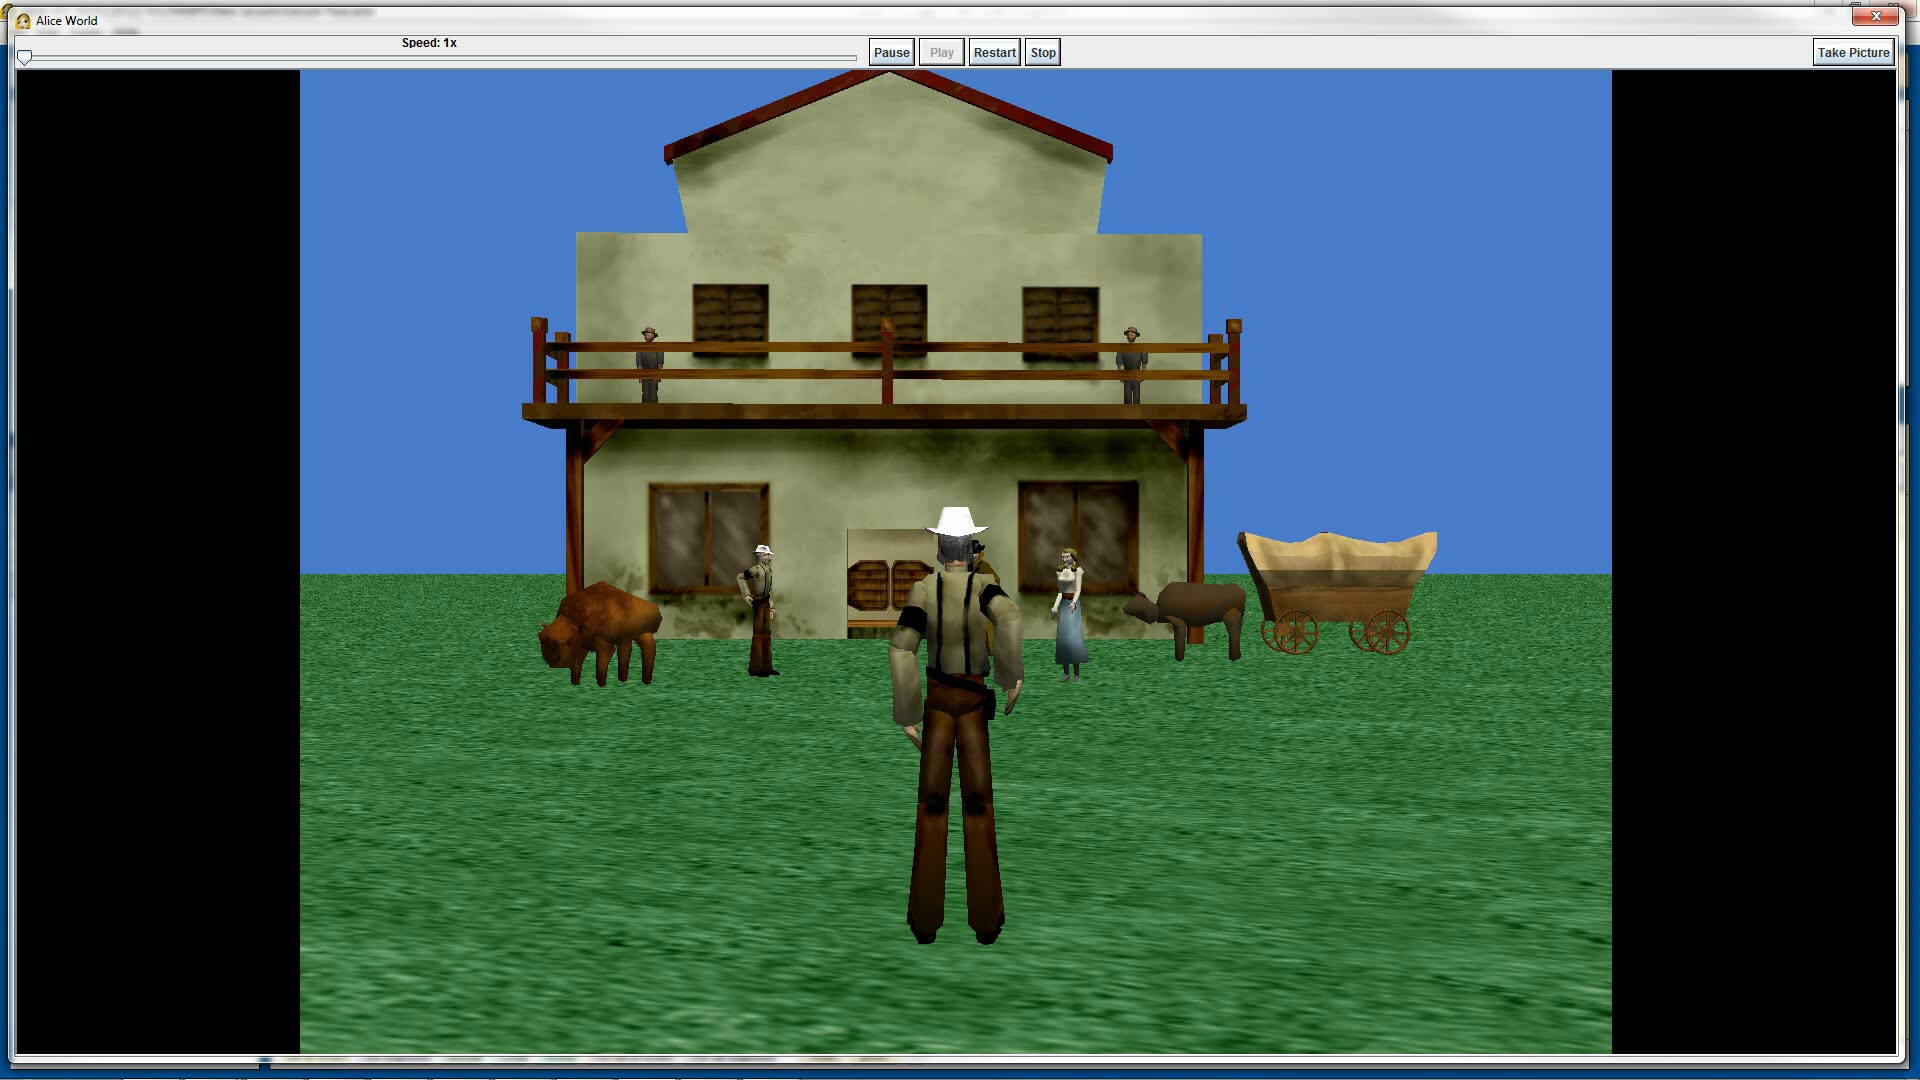 Alice World
Speed: 1x
Pause
Play
Restart
Stop
Take Picture